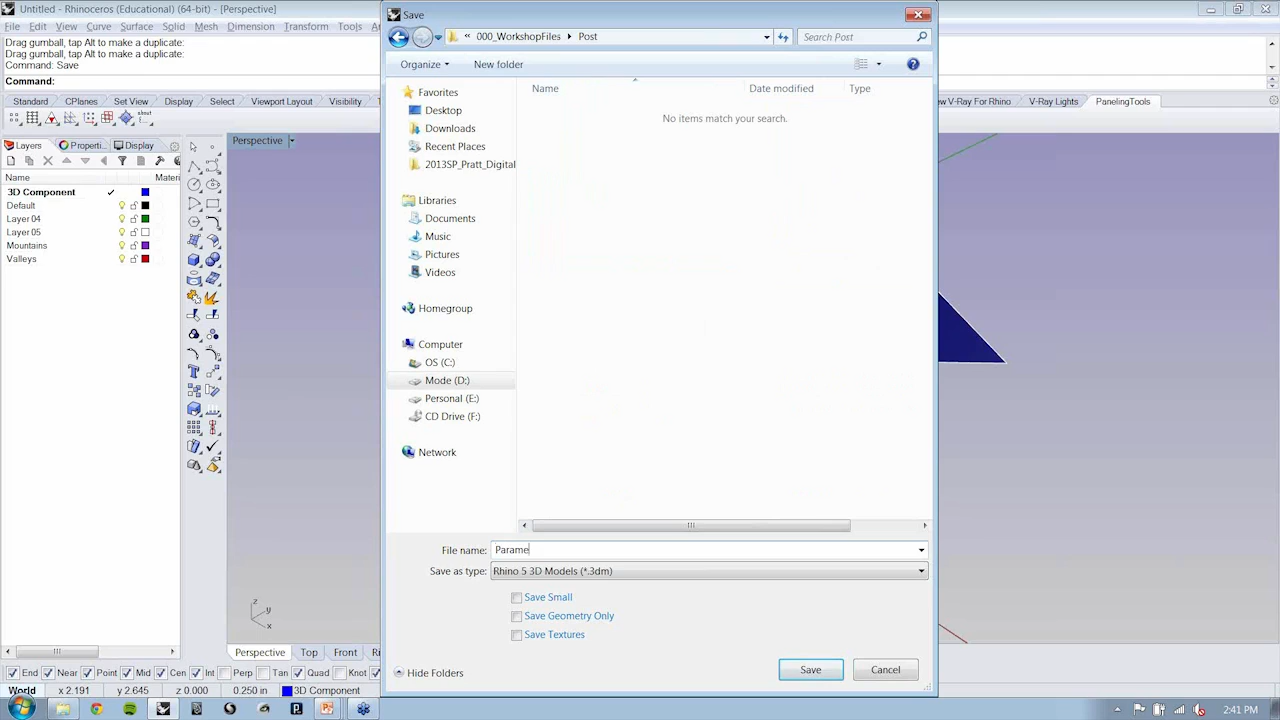 Untitled - Rhinoceros (Educational) (64-bit) - [Perspective]
File Edit View Curve Surface Solid Mesh Dimension Transform Tools
Drag gumball, tap Alt to make a duplicate:
Drag gumball, tap Alt to make a duplicate:
Command: Save
Command:
Standard CPlanes Set View Display Select Viewport Layout Visibility
V-Ray For Rhino V-Ray Lights PanelingTools
Layers Properti... Display
Name Materi
3D Component
Default
Layer 04
Layer 05
Mountains
Valleys
Perspective
Save
« 000_WorkshopFiles Post
Search Post
Organize New folder
Favorites
Desktop
Downloads
Recent Places
2013SP_Pratt_Digital
Libraries
Documents
Music
Pictures
Videos
Homegroup
Computer
OS (C:)
Mode (D:)
Personal (E:)
CD Drive (F:)
Network
Name Date modified Type
No items match your search.
File name: Parame
Save as type: Rhino 5 3D Models (*.3dm)
Save Small
Save Geometry Only
Save Textures
Hide Folders
Save Cancel
z
y
x
Perspective Top Front Ri
End Near Point Mid Cen Int Perp Tan Quad Knot
World x 2.191 y 2.645 z 0.000 0.250 in 3D Component
2:41 PM